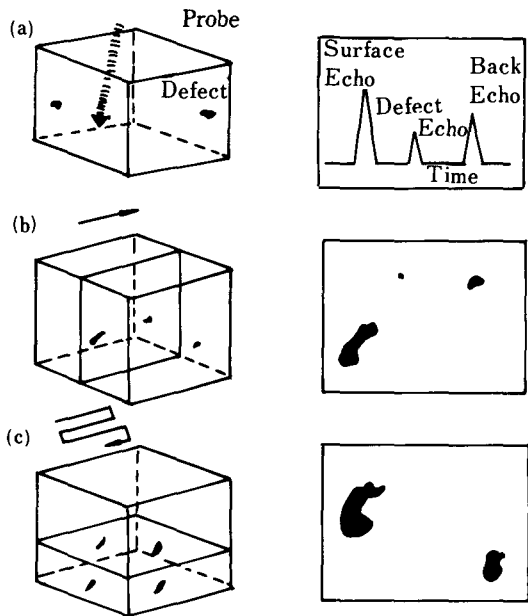 (a)
Probe
Defect
Surface
Echo
Defect
Echo
Back
Echo
Time
(b)
(c)